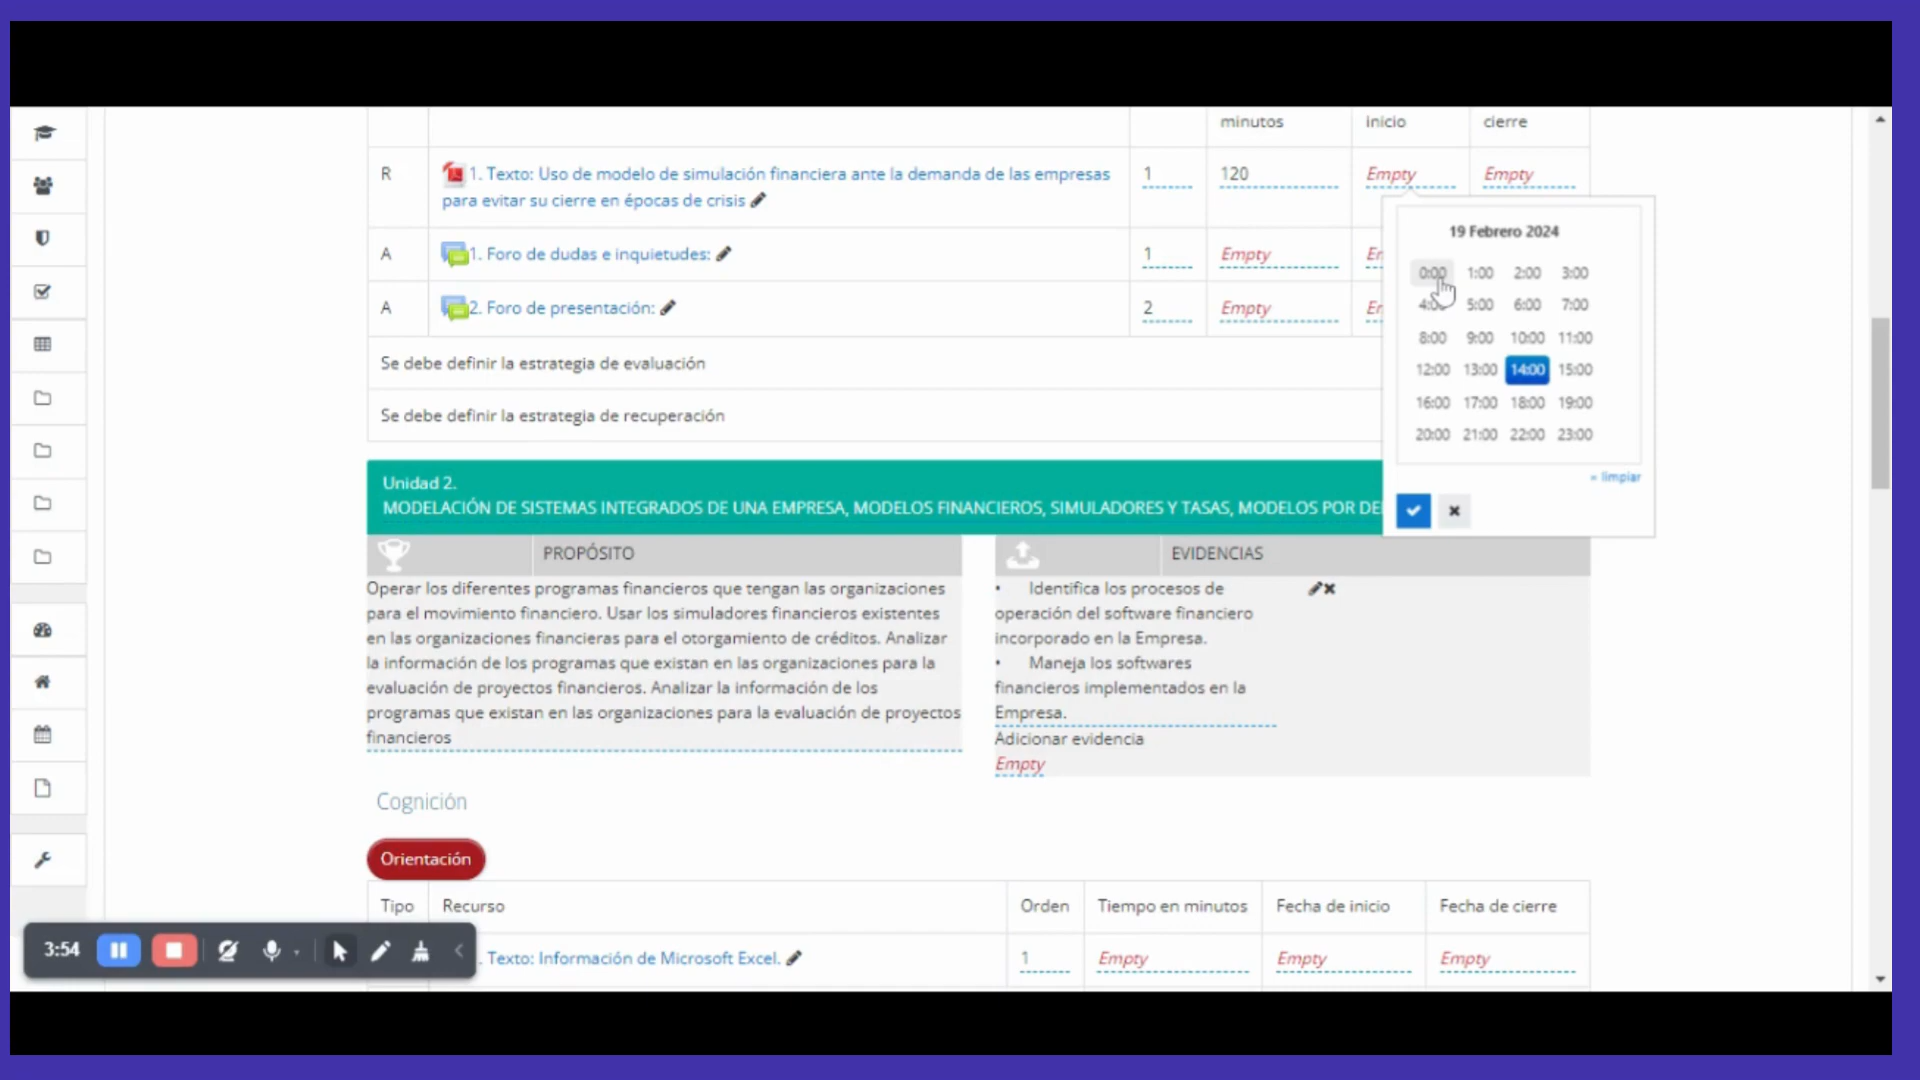 minutos inicio cierre
R 1. Texto: Uso de modelo de simulación financiera ante la demanda de las empresas 1 120 Empty Empty
para evitar su cierre en épocas de crisis
19 Febrero 2024
A 1. Foro de dudas e inquietudes: 1 Empty
0:00 1:00 2:00 3:00
4:00 5:00 6:00 7:00
A 2. Foro de presentación: 2 Empty
8:00 9:00 10:00 11:00
Se debe definir la estrategia de evaluación
12:00 13:00 14:00 15:00
16:00 17:00 18:00 19:00
Se debe definir la estrategia de recuperación
20:00 21:00 22:00 23:00
limpiar
Unidad 2.
MODELACIÓN DE SISTEMAS INTEGRADOS DE UNA EMPRESA, MODELOS FINANCIEROS, SIMULADORES Y TASAS, MODELOS POR DE
PROPÓSITO
Operar los diferentes programas financieros que tengan las organizaciones
para el movimiento financiero. Usar los simuladores financieros existentes
en las organizaciones financieras para el otorgamiento de créditos. Analizar
la información de los programas que existan en las organizaciones para la
evaluación de proyectos financieros. Analizar la información de los
programas que existan en las organizaciones para la evaluación de proyectos
financieros
EVIDENCIAS
• Identifica los procesos de
operación del software financiero
incorporado en la Empresa.
• Maneja los softwares
financieros implementados en la
Empresa.
Adicionar evidencia
Empty
Cognición
Orientación
Tipo Recurso Orden Tiempo en minutos Fecha de inicio Fecha de cierre
. Texto: Información de Microsoft Excel. 1 Empty Empty Empty
3:54